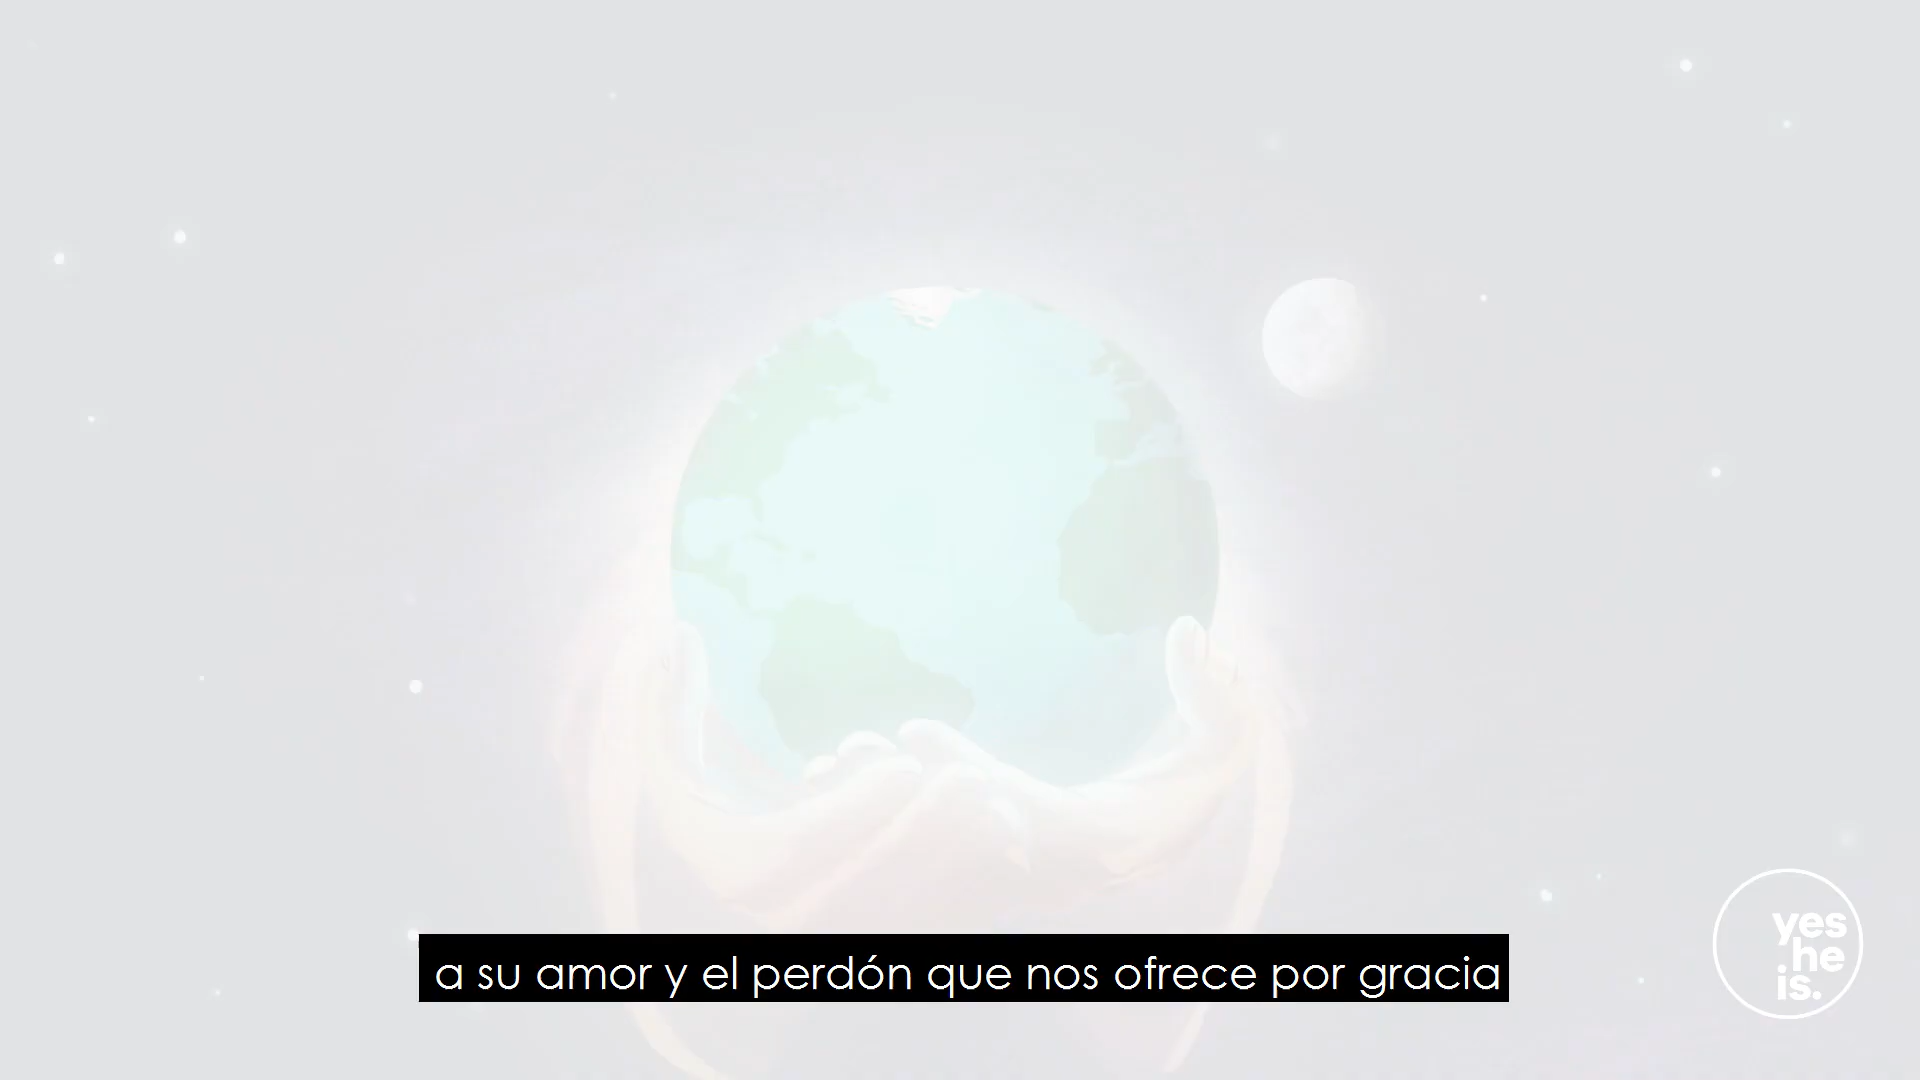 a su amor y el perdón que nos ofrece por gracia
yes
he
is.